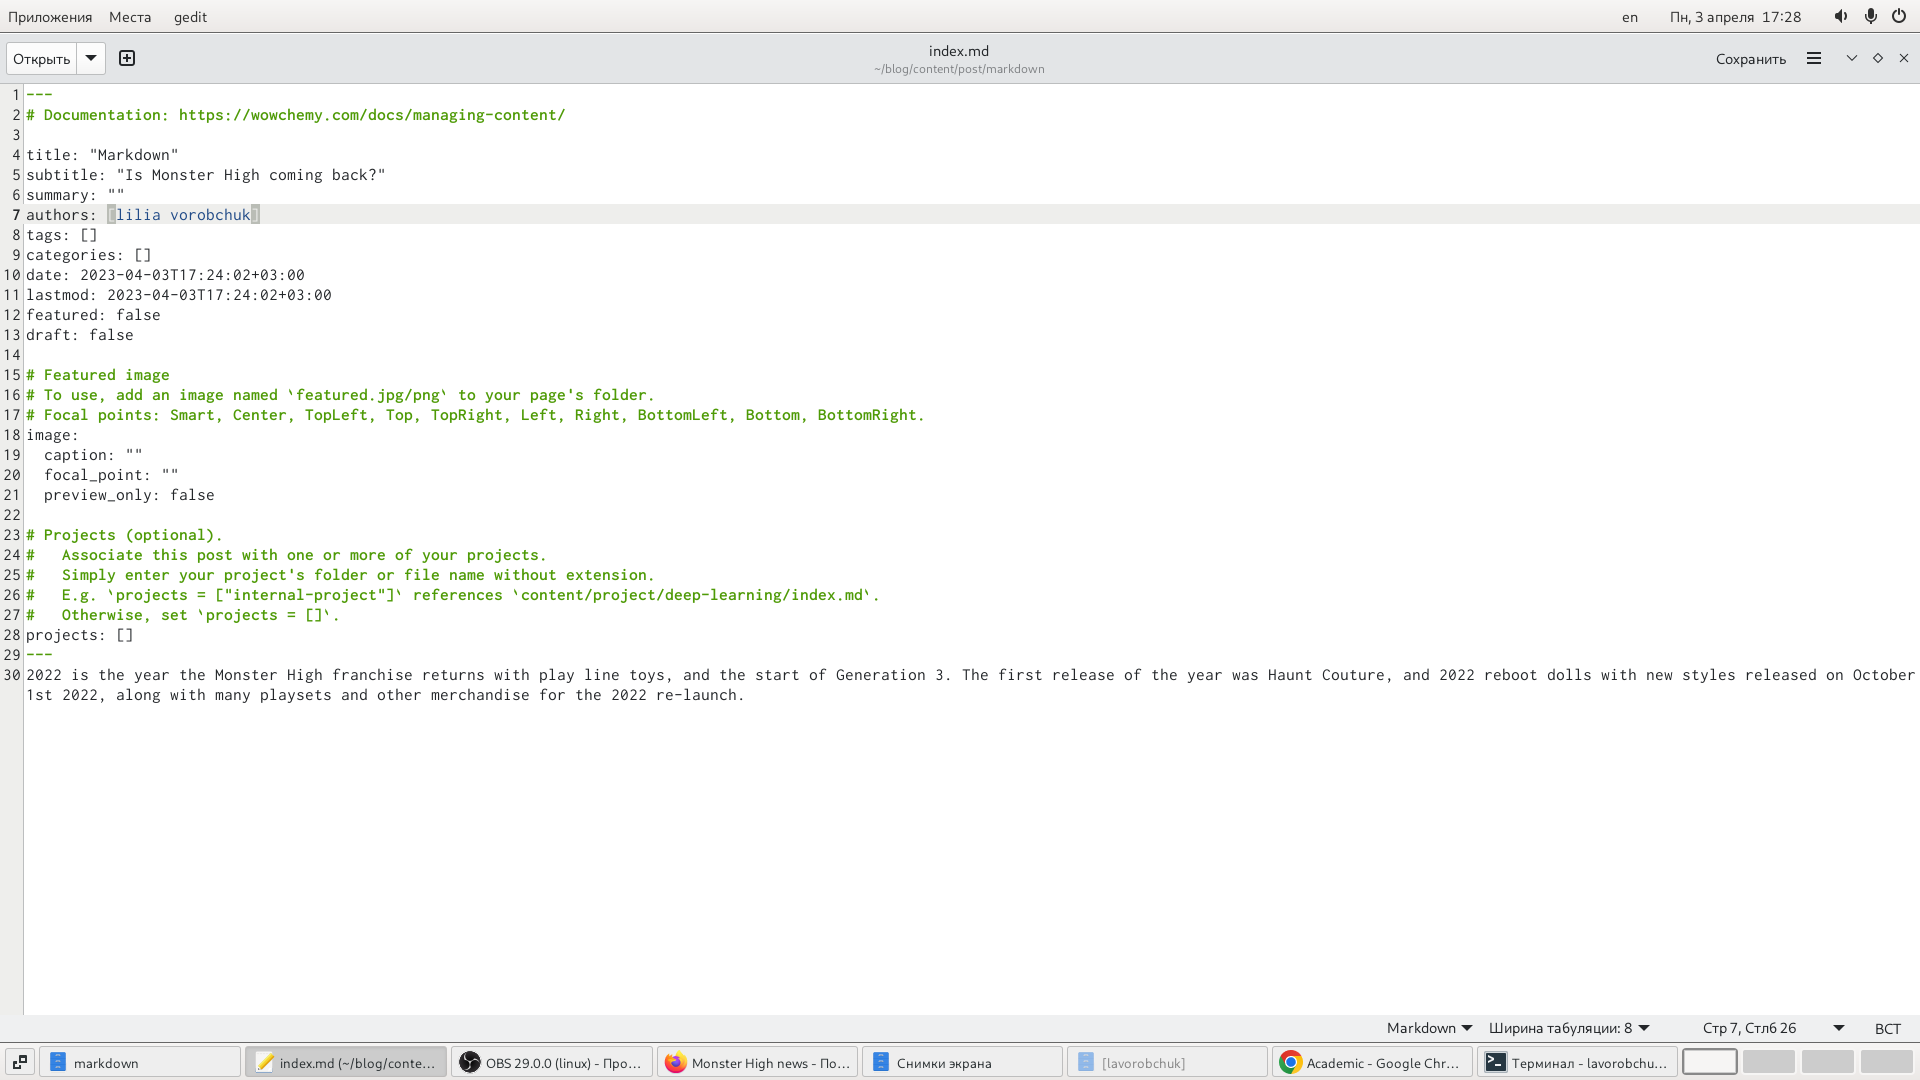 Приложения Места gedit en Пн, 3 апреля 17:28
Открыть index.md Сохранить
~/blog/content/post/markdown
1 ---
2 # Documentation: https://wowchemy.com/docs/managing-content/
3
4 title: "Markdown"
5 subtitle: "Is Monster High coming back?"
6 summary: ""
7 authors: [lilia vorobchuk]
8 tags: []
9 categories: []
10 date: 2023-04-03T17:24:02+03:00
11 lastmod: 2023-04-03T17:24:02+03:00
12 featured: false
13 draft: false
14
15 # Featured image
16 # To use, add an image named `featured.jpg/png` to your page's folder.
17 # Focal points: Smart, Center, TopLeft, Top, TopRight, Left, Right, BottomLeft, Bottom, BottomRight.
18 image:
19   caption: ""
20   focal_point: ""
21   preview_only: false
22
23 # Projects (optional).
24 #   Associate this post with one or more of your projects.
25 #   Simply enter your project's folder or file name without extension.
26 #   E.g. `projects = ["internal-project"]` references `content/project/deep-learning/index.md`.
27 #   Otherwise, set `projects = []`.
28 projects: []
29 ---
30 2022 is the year the Monster High franchise returns with play line toys, and the start of Generation 3. The first release of the year was Haunt Couture, and 2022 reboot dolls with new styles released on October
1st 2022, along with many playsets and other merchandise for the 2022 re-launch.
Markdown Ширина табуляции: 8 Стр 7, Стлб 26 ВСТ
markdown index.md (~/blog/conte... OBS 29.0.0 (linux) - Про... Monster High news - По... Снимки экрана [lavorobchuk] Academic - Google Chr... Терминал - lavorobchu...